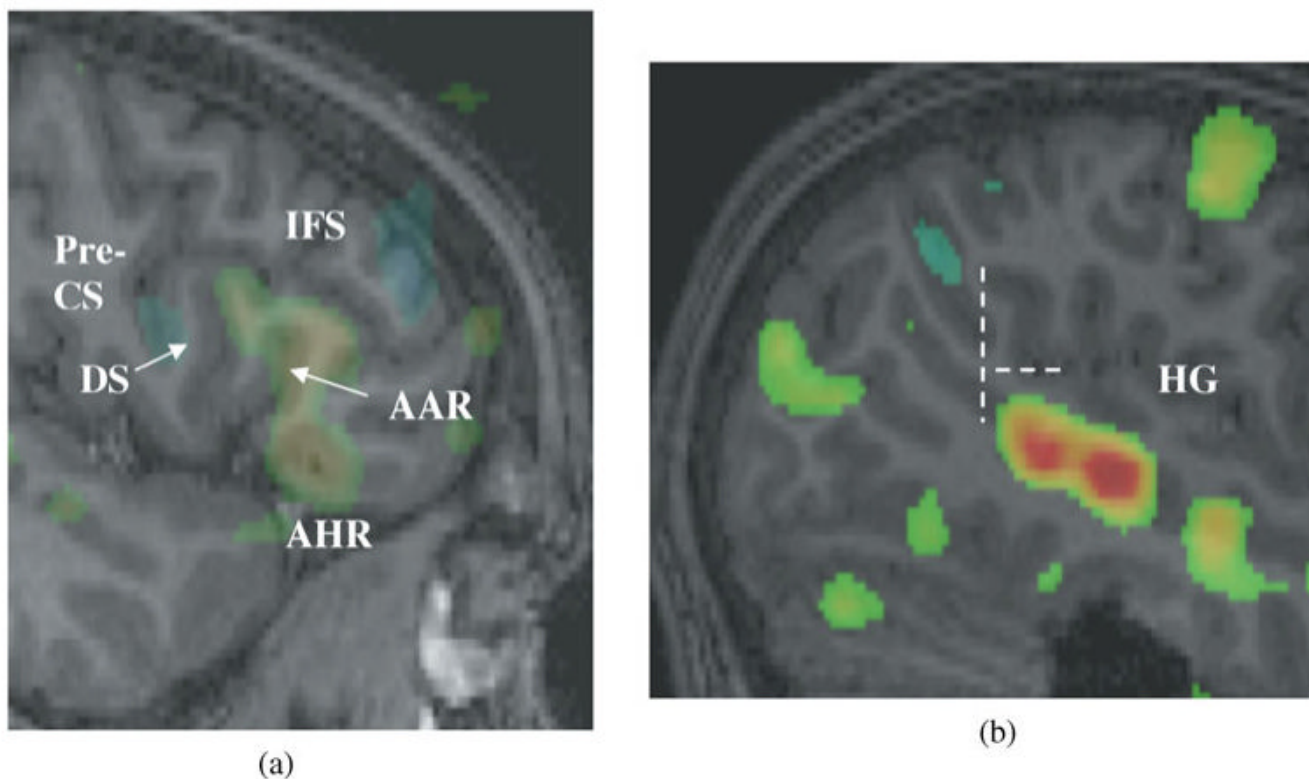 IFS
Pre-
CS
DS
AAR
AHR
(a)
HG
(b)